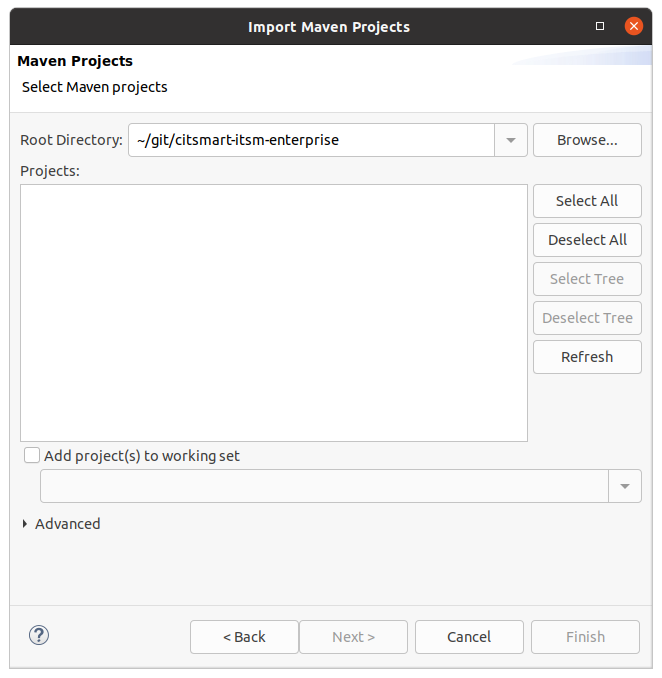 Import Maven Projects
Maven Projects
Select Maven projects
Root Directory: ~/git/citsmart-itsm-enterprise Browse...
Projects:
Select All
Deselect All
Select Tree
Deselect Tree
Refresh
Add project(s) to working set
Advanced
? < Back Next > Cancel Finish